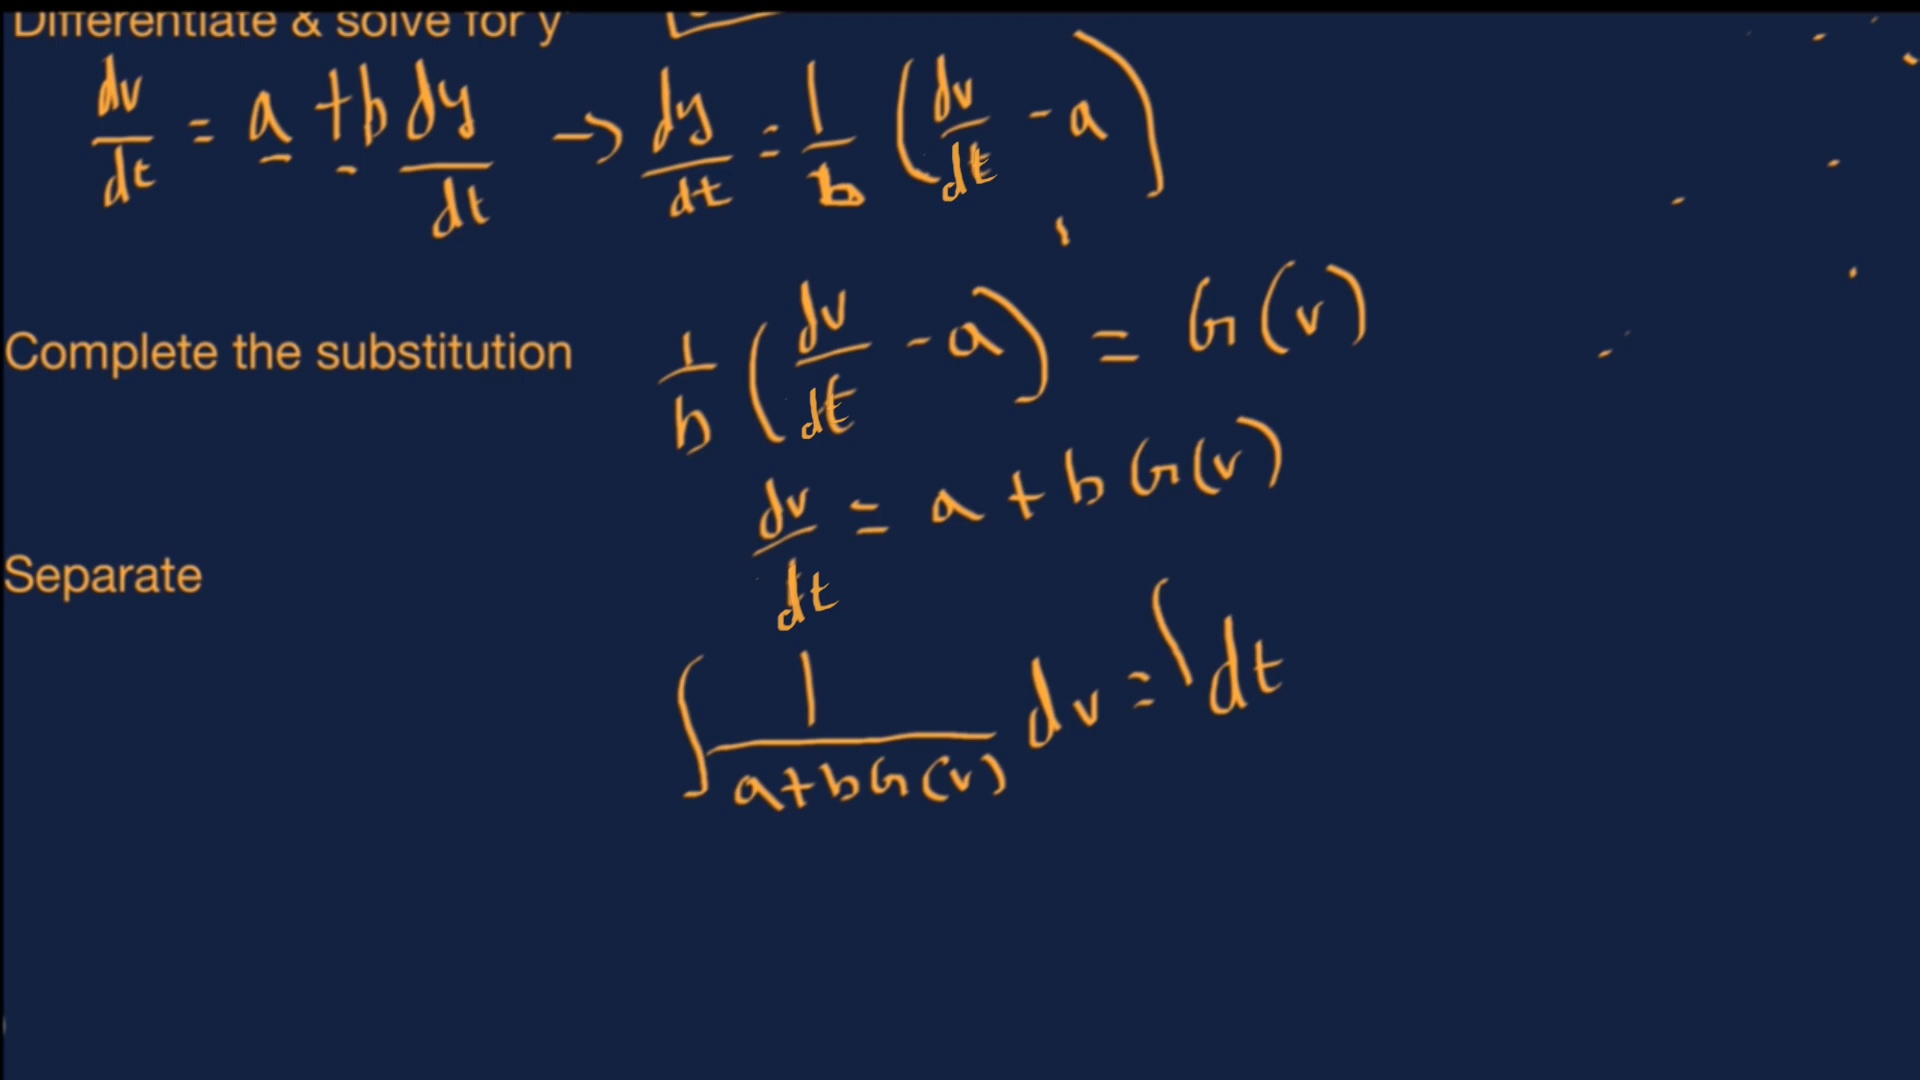 Differentiate & solve for y'
dv/dt = a + b dy/dt → dy/dt = 1/b (dv/dt - a)
Complete the substitution 1/b (dv/dt - a) = G(v)
dv/dt = a + b G(v)
Separate
∫ 1/(a+bG(v)) dv = ∫ dt